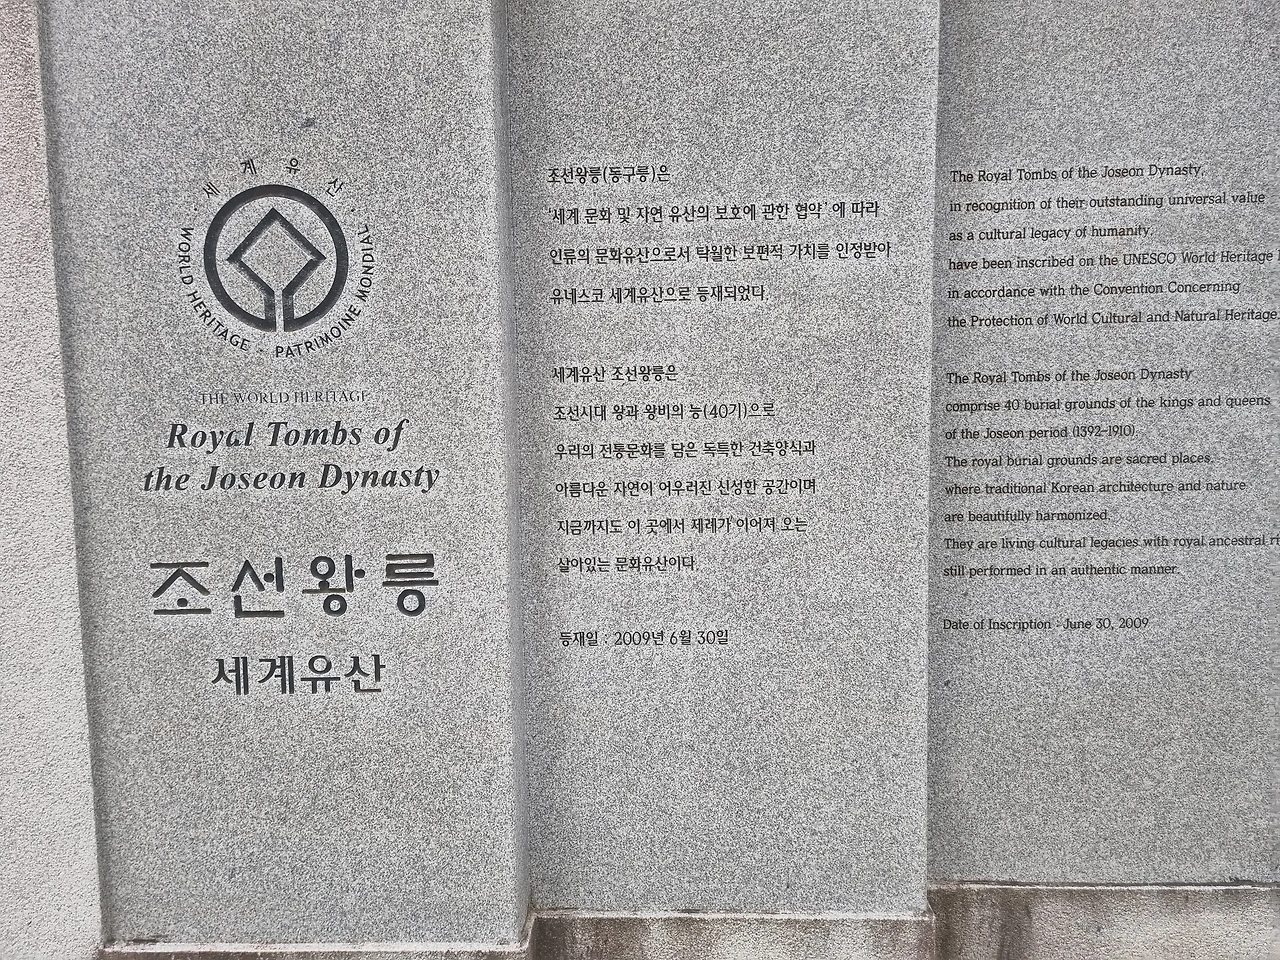 · 세 계 유 산 ·
WORLD HERITAGE · PATRIMOINE MONDIAL
THE WORLD HERITAGE
Royal Tombs of
the Joseon Dynasty
조선왕릉
세계유산
조선왕릉(동구릉)은
'세계 문화 및 자연 유산의 보호에 관한 협약' 에 따라
인류의 문화유산으로서 탁월한 보편적 가치를 인정받아
유네스코 세계유산으로 등재되었다.
세계유산 조선왕릉은
조선시대 왕과 왕비의 능(40기)으로
우리의 전통문화를 담은 독특한 건축양식과
아름다운 자연이 어우러진 신성한 공간이며
지금까지도 이 곳에서 제례가 이어져 오는
살아있는 문화유산이다.
등재일 : 2009년 6월 30일
The Royal Tombs of the Joseon Dynasty,
in recognition of their outstanding universal value
as a cultural legacy of humanity,
have been inscribed on the UNESCO World Heritage
in accordance with the Convention Concerning
the Protection of World Cultural and Natural Heritage.
The Royal Tombs of the Joseon Dynasty
comprise 40 burial grounds of the kings and queens
of the Joseon period (1392-1910).
The royal burial grounds are sacred places,
where traditional Korean architecture and nature
are beautifully harmonized.
They are living cultural legacies with royal ancestral
still performed in an authentic manner.
Date of Inscription : June 30, 2009